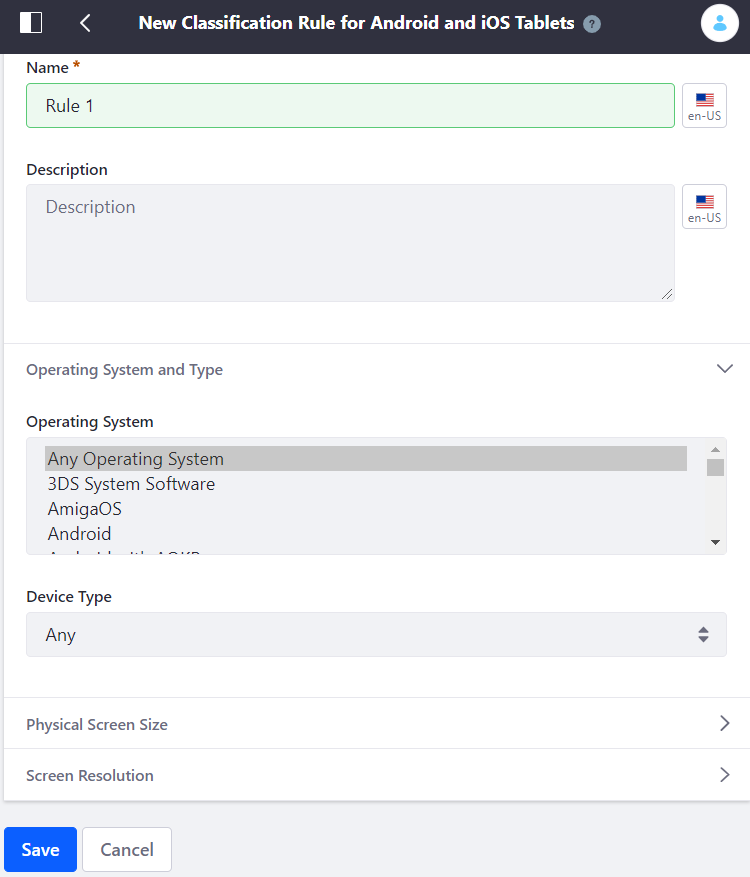 New Classification Rule for Android and iOS Tablets ?
Name *
Rule 1
en-US
Description
Description
en-US
Operating System and Type
Operating System
Any Operating System
3DS System Software
AmigaOS
Android
Device Type
Any
Physical Screen Size
Screen Resolution
Save
Cancel